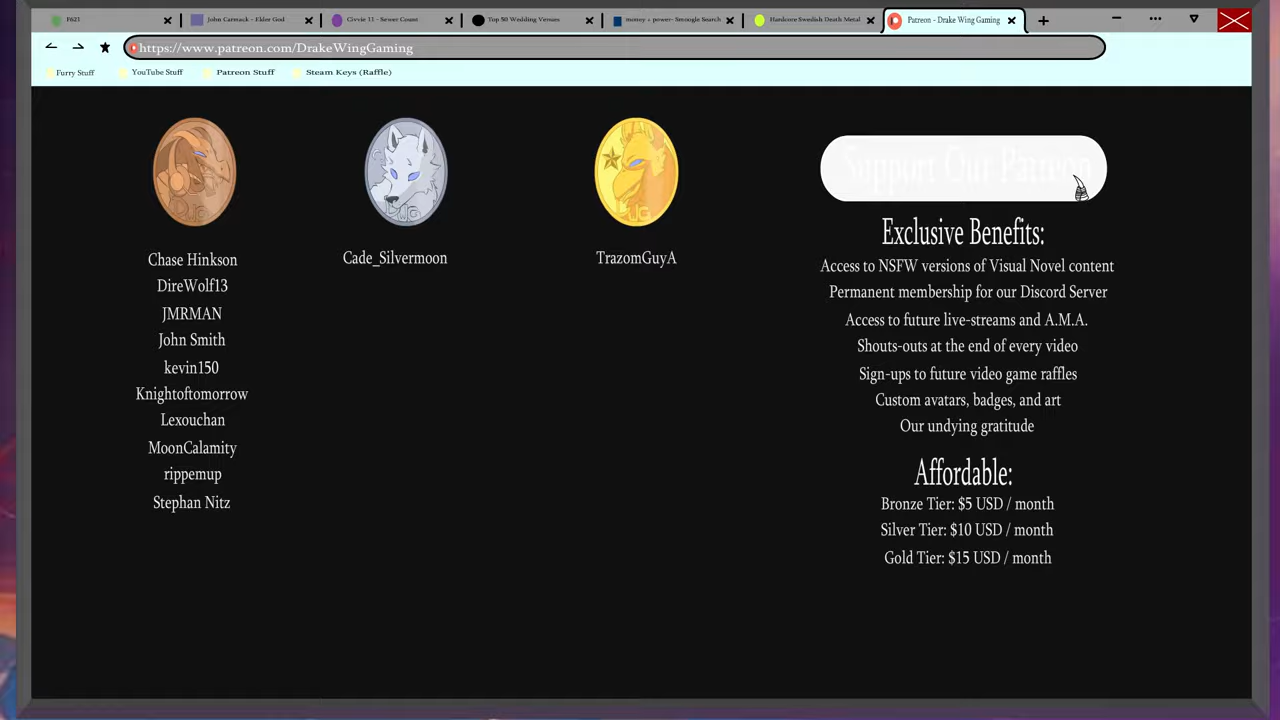 F621
John Carmack - Elder God
Civvie 11 - Sewer Count
Top 50 Wedding Venues
money + power- Stroogle Search
Hardcore Swedish Death Metal
Patreon - Drake Wing Gaming
https://www.patreon.com/DrakeWingGaming
Furry Stuff
YouTube Stuff
Patreon Stuff
Steam Keys (Raffle)
Support Our Patreon
Exclusive Benefits:
Access to NSFW versions of Visual Novel content
Permanent membership for our Discord Server
Access to future live-streams and A.M.A.
Shouts-outs at the end of every video
Sign-ups to future video game raffles
Custom avatars, badges, and art
Our undying gratitude
Affordable:
Bronze Tier: $5 USD / month
Silver Tier: $10 USD / month
Gold Tier: $15 USD / month
Chase Hinkson
DireWolf13
JMRMAN
John Smith
kevin150
Knightoftomorrow
Lexouchan
MoonCalamity
rippemup
Stephan Nitz
Cade_Silvermoon
TrazomGuyA